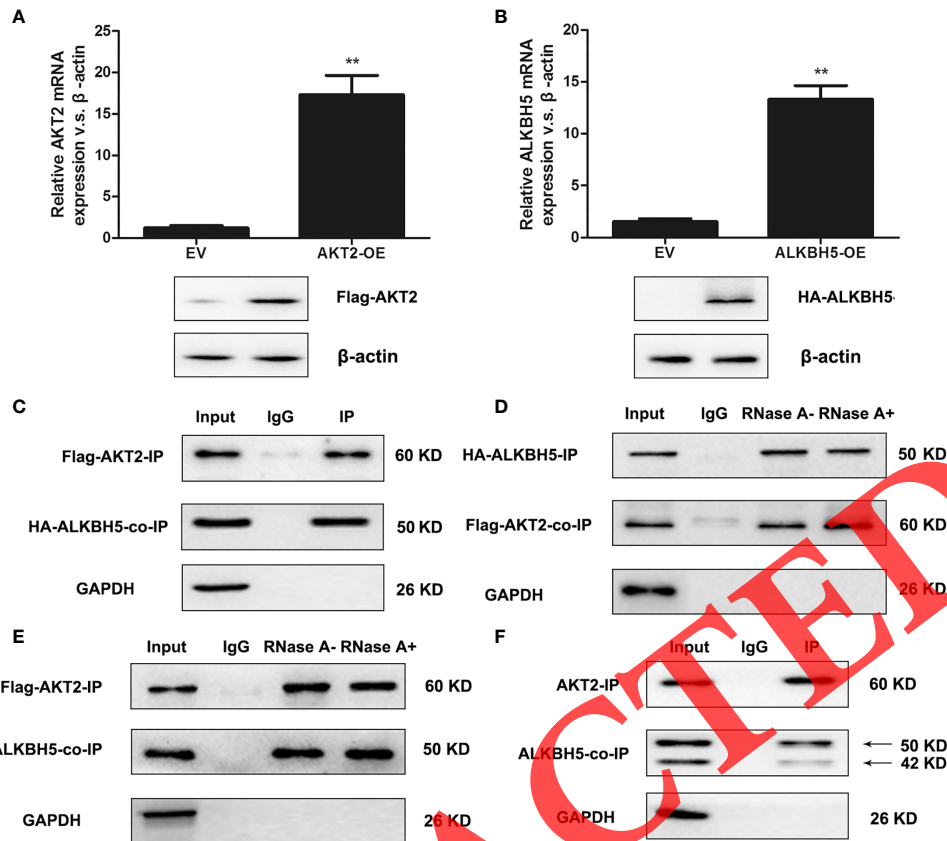 A
Relative AKT2 mRNA
expression v.s. β -actin
25
20
15
10
5
0
**
EV
AKT2-OE
Flag-AKT2
β-actin
B
Relative ALKBH5 mRNA
expression v.s. β -actin
20
15
10
5
0
**
EV
ALKBH5-OE
HA-ALKBH5-
β-actin
C
Input IgG IP
Flag-AKT2-IP 60 KD
HA-ALKBH5-co-IP 50 KD
GAPDH 26 KD
D
Input IgG RNase A- RNase A+
HA-ALKBH5-IP 50 KD
Flag-AKT2-co-IP 60 KD
GAPDH 26 KD
E
Input IgG RNase A- RNase A+
Flag-AKT2-IP 60 KD
ALKBH5-co-IP 50 KD
GAPDH 26 KD
F
Input IgG IP
AKT2-IP 60 KD
ALKBH5-co-IP 50 KD
42 KD
GAPDH 26 KD
ACTED